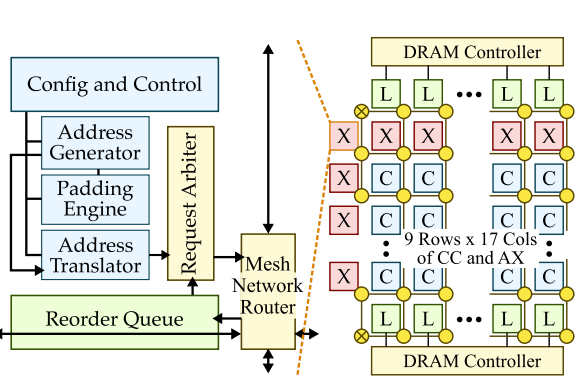 DRAM Controller
Config and Control
L L ••• L L
Address
Generator
Request Arbiter
X X X X X
Padding
Engine
X C C C C
Address
Translator
X
9 Rows x 17 Cols
of CC and AX
Mesh
Network
Router
X C C C C
Reorder Queue
L L ••• L L
DRAM Controller